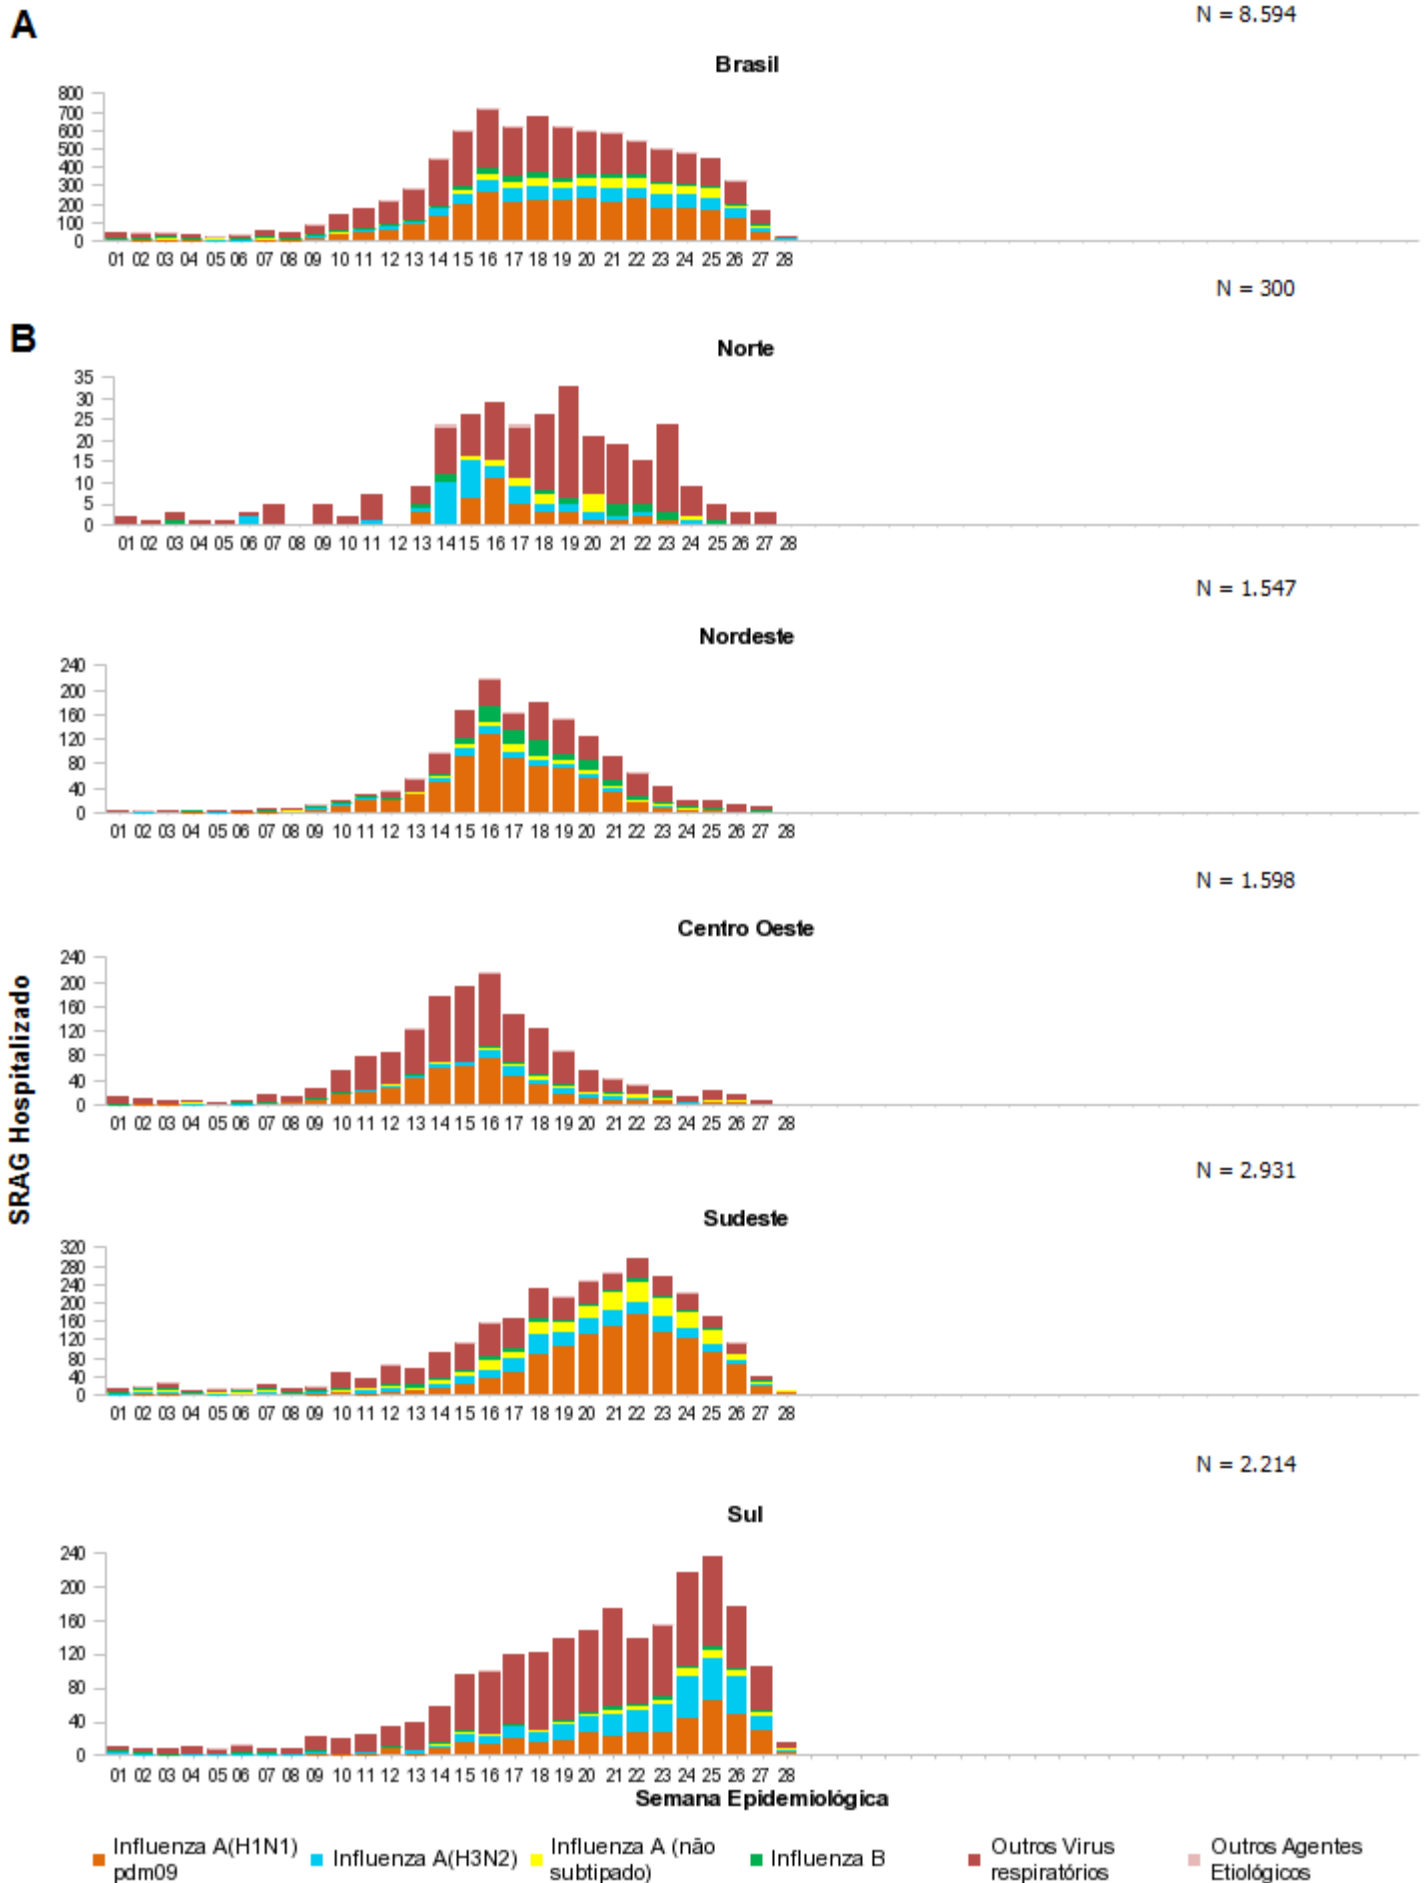 A
N = 8.594
Brasil
800
700
600
500
400
300
200
100
0
01 02 03 04 05 06 07 08 09 10 11 12 13 14 15 16 17 18 19 20 21 22 23 24 25 26 27 28
N = 300
B
Norte
35
30
25
20
15
10
5
0
01 02 03 04 05 06 07 08 09 10 11 12 13 14 15 16 17 18 19 20 21 22 23 24 25 26 27 28
N = 1.547
Nordeste
240
200
160
120
80
40
0
01 02 03 04 05 06 07 08 09 10 11 12 13 14 15 16 17 18 19 20 21 22 23 24 25 26 27 28
N = 1.598
Centro Oeste
240
200
160
120
80
40
0
01 02 03 04 05 06 07 08 09 10 11 12 13 14 15 16 17 18 19 20 21 22 23 24 25 26 27 28
SRAG Hospitalizado
N = 2.931
Sudeste
320
280
240
200
160
120
80
40
0
01 02 03 04 05 06 07 08 09 10 11 12 13 14 15 16 17 18 19 20 21 22 23 24 25 26 27 28
N = 2.214
Sul
240
200
160
120
80
40
0
01 02 03 04 05 06 07 08 09 10 11 12 13 14 15 16 17 18 19 20 21 22 23 24 25 26 27 28
Semana Epidemiológica
Influenza A(H1N1)
pdm09
Influenza A(H3N2)
Influenza A (não
subtipado)
Influenza B
Outros Virus
respiratórios
Outros Agentes
Etiológicos